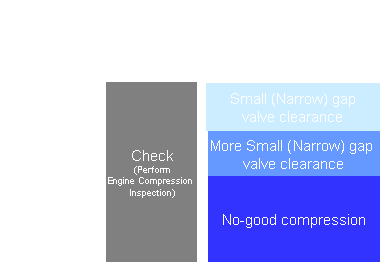 Check
(Perform
Engine Compression
Inspection)
Small (Narrow) gap
valve clearance
More Small (Narrow) gap
valve clearance
No-good compression